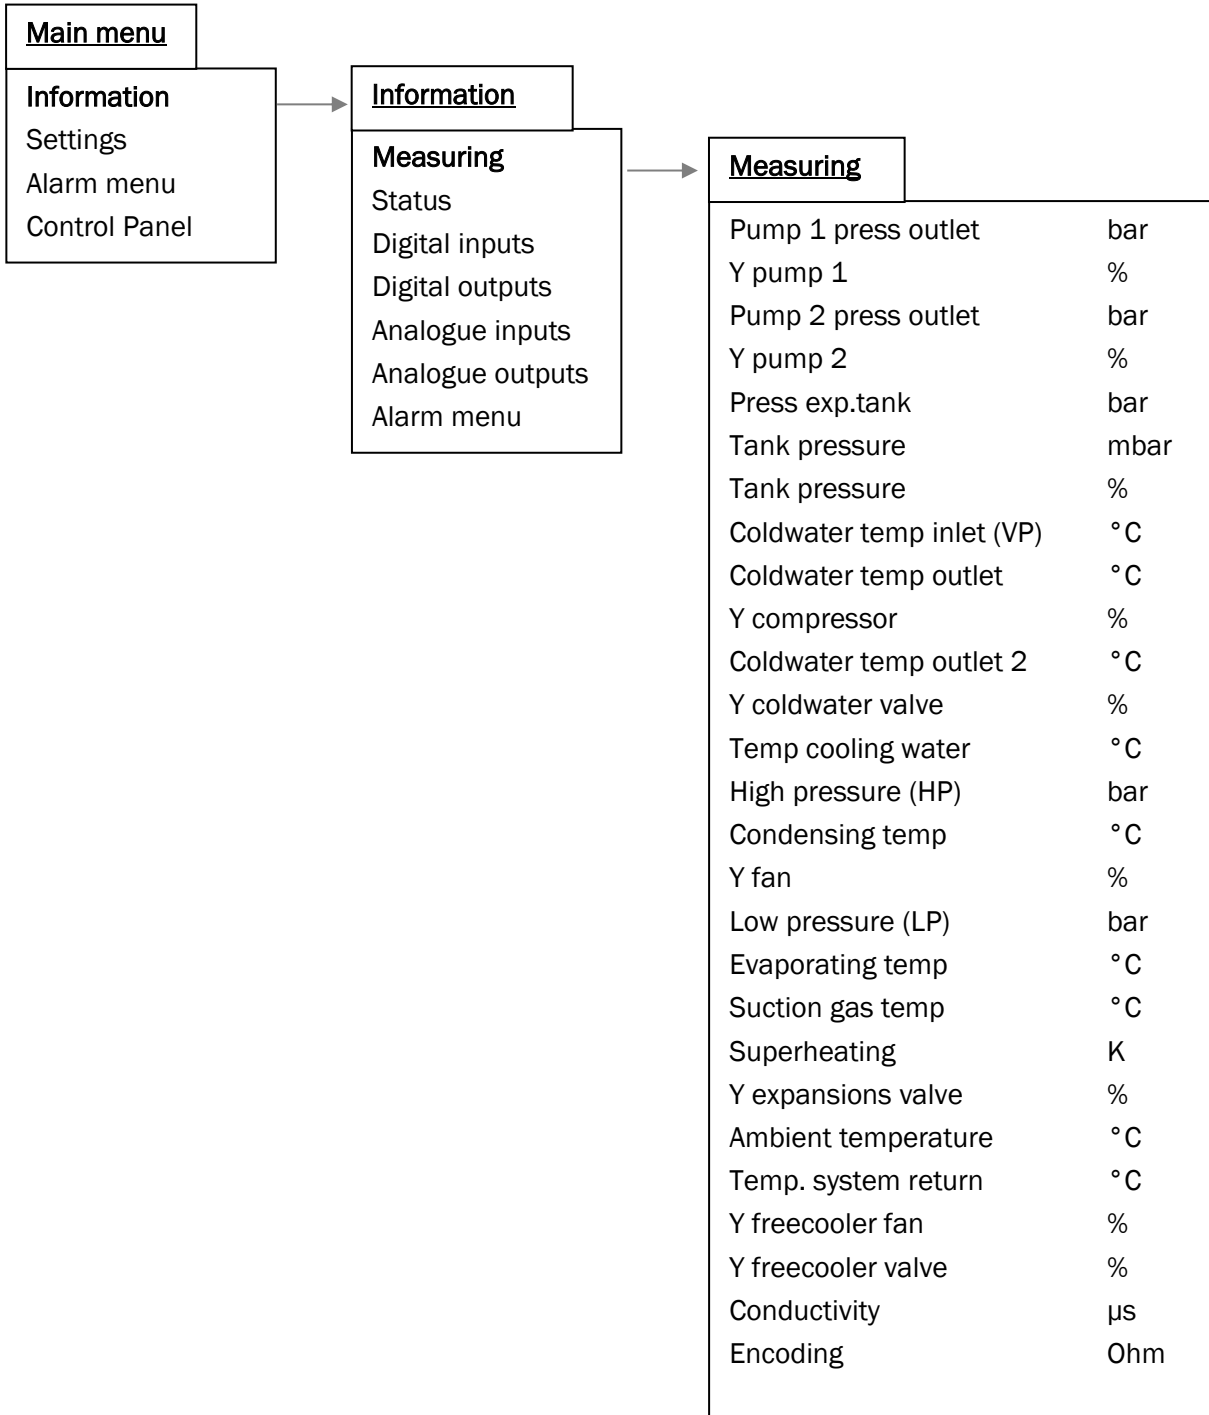 Main menu
Information
Settings
Alarm menu
Control Panel
Information
Measuring
Status
Digital inputs
Digital outputs
Analogue inputs
Analogue outputs
Alarm menu
Measuring
Pump 1 press outlet bar
Y pump 1 %
Pump 2 press outlet bar
Y pump 2 %
Press exp.tank bar
Tank pressure mbar
Tank pressure %
Coldwater temp inlet (VP) °C
Coldwater temp outlet °C
Y compressor %
Coldwater temp outlet 2 °C
Y coldwater valve %
Temp cooling water °C
High pressure (HP) bar
Condensing temp °C
Y fan %
Low pressure (LP) bar
Evaporating temp °C
Suction gas temp °C
Superheating K
Y expansions valve %
Ambient temperature °C
Temp. system return °C
Y freecooler fan %
Y freecooler valve %
Conductivity µs
Encoding Ohm